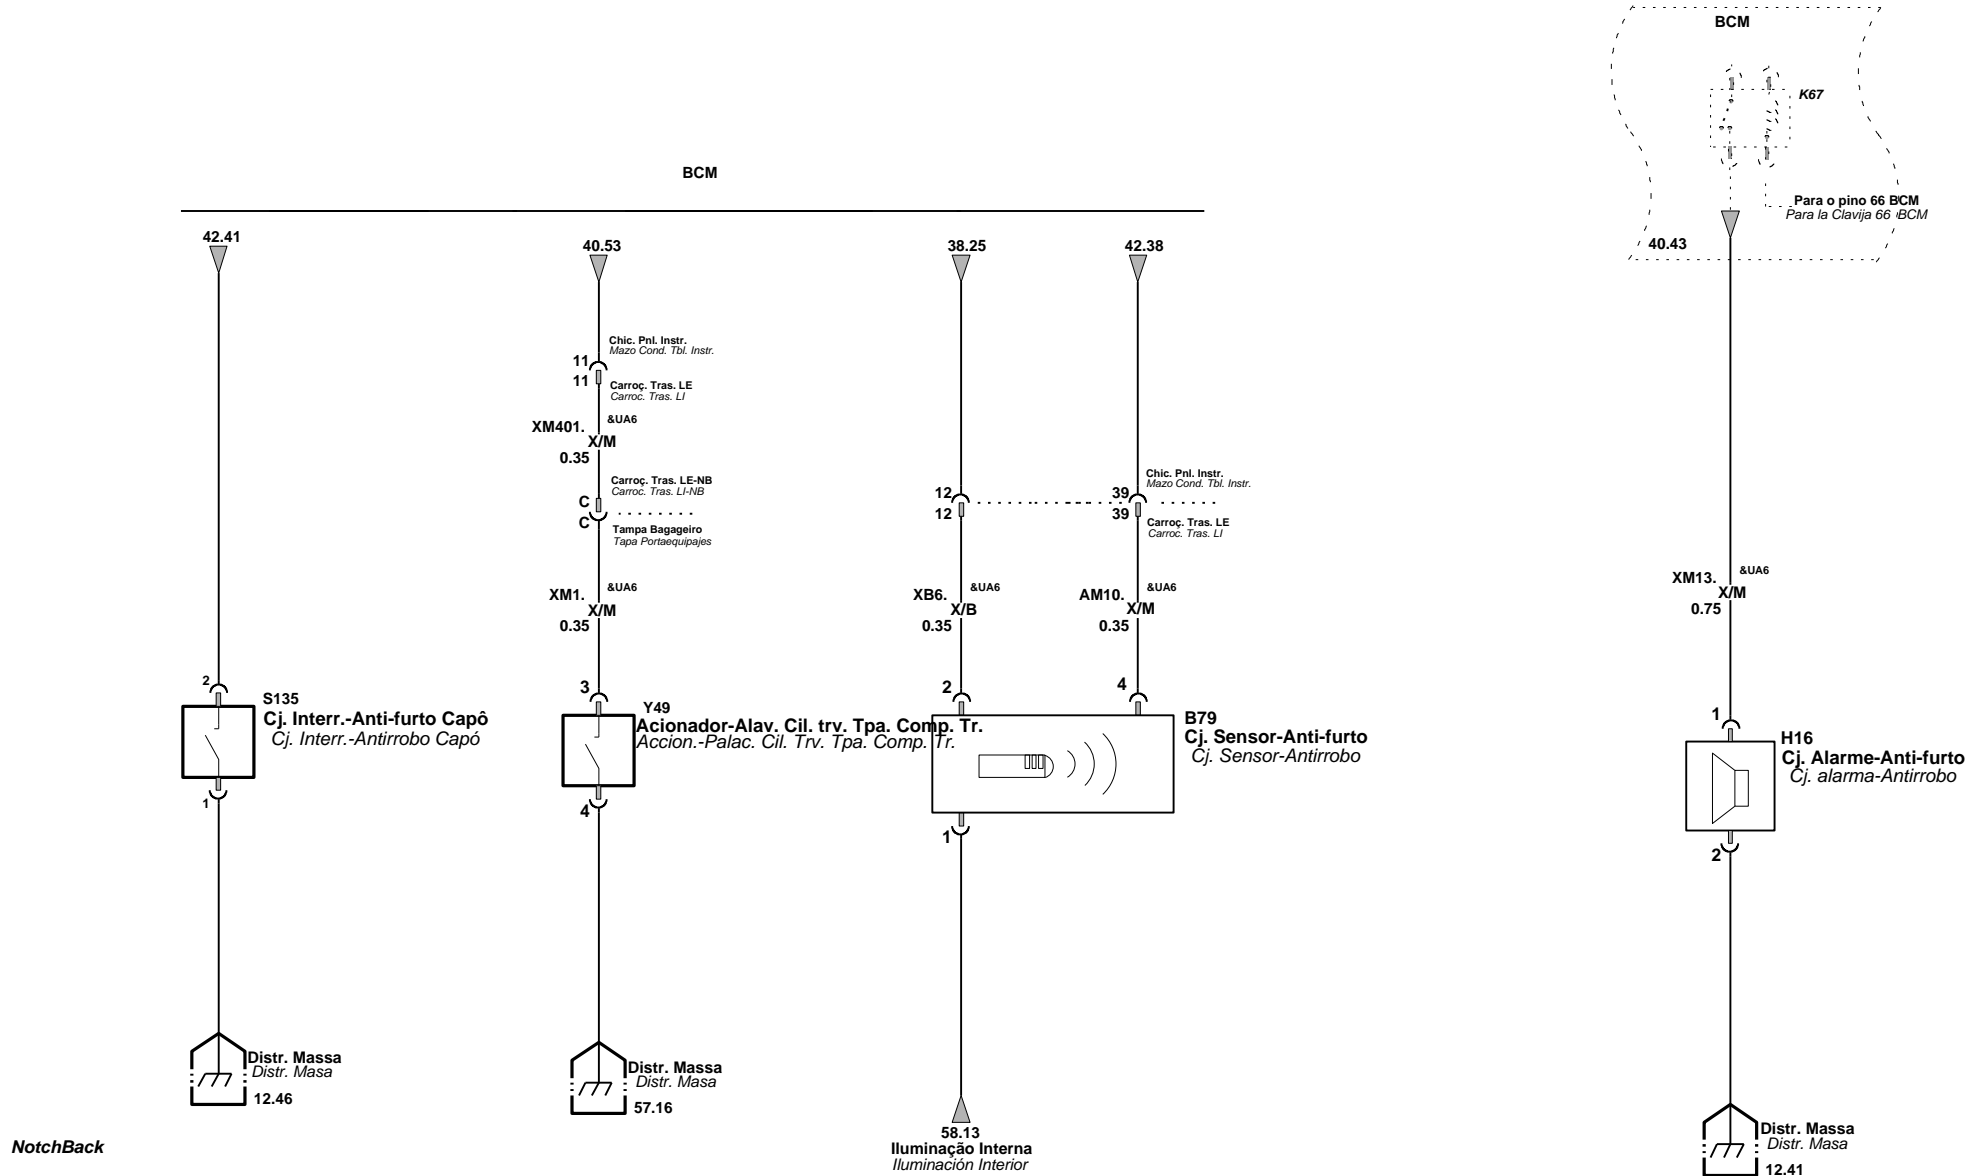 BCM
K67
Para o pino 66 BCM
Para la Clavija 66 BCM
40.43
BCM
42.41
40.53
38.25
42.38
11
Chic. Pnl. Instr.
Mazo Cond. Tbl. Instr.
11
Carroç. Tras. LE
Carroc. Tras. LI
XM401.
&UA6
X/M
0.35
C
Carroç. Tras. LE-NB
Carroc. Tras. LI-NB
C
Tampa Bagageiro
Tapa Portaequipajes
12
12
39
Chic. Pnl. Instr.
Mazo Cond. Tbl. Instr.
39
Carroç. Tras. LE
Carroc. Tras. LI
XM1.
&UA6
X/M
0.35
XB6.
&UA6
X/B
0.35
AM10.
&UA6
X/M
0.35
XM13.
&UA6
X/M
0.75
2
S135
Cj. Interr.-Anti-furto Capô
Cj. Interr.-Antirrobo Capó
1
3
Y49
Acionador-Alav. Cil. trv. Tpa. Comp. Tr.
Accion.-Palac. Cil. Trv. Tpa. Comp. Tr.
4
2
4
B79
Cj. Sensor-Anti-furto
Cj. Sensor-Antirrobo
1
1
H16
Cj. Alarme-Anti-furto
Cj. alarma-Antirrobo
2
Distr. Massa
Distr. Masa
12.46
Distr. Massa
Distr. Masa
57.16
58.13
Iluminação Interna
Iluminación Interior
Distr. Massa
Distr. Masa
12.41
NotchBack